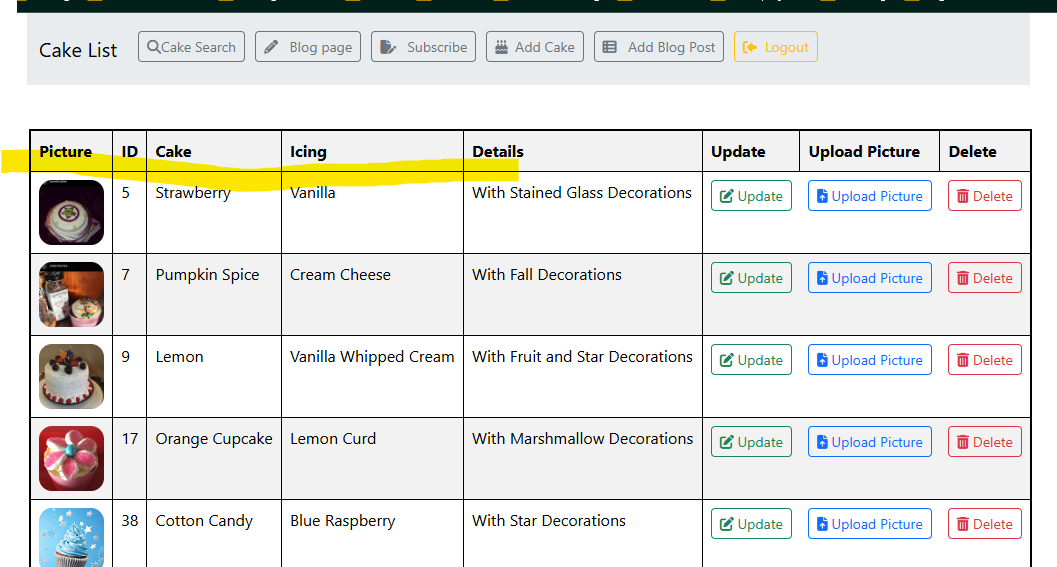 Cake List Cake Search Blog page Subscribe Add Cake Add Blog Post Logout
Picture ID Cake Icing Details Update Upload Picture Delete
5 Strawberry Vanilla With Stained Glass Decorations Update Upload Picture Delete
7 Pumpkin Spice Cream Cheese With Fall Decorations Update Upload Picture Delete
9 Lemon Vanilla Whipped Cream With Fruit and Star Decorations Update Upload Picture Delete
17 Orange Cupcake Lemon Curd With Marshmallow Decorations Update Upload Picture Delete
38 Cotton Candy Blue Raspberry With Star Decorations Update Upload Picture Delete